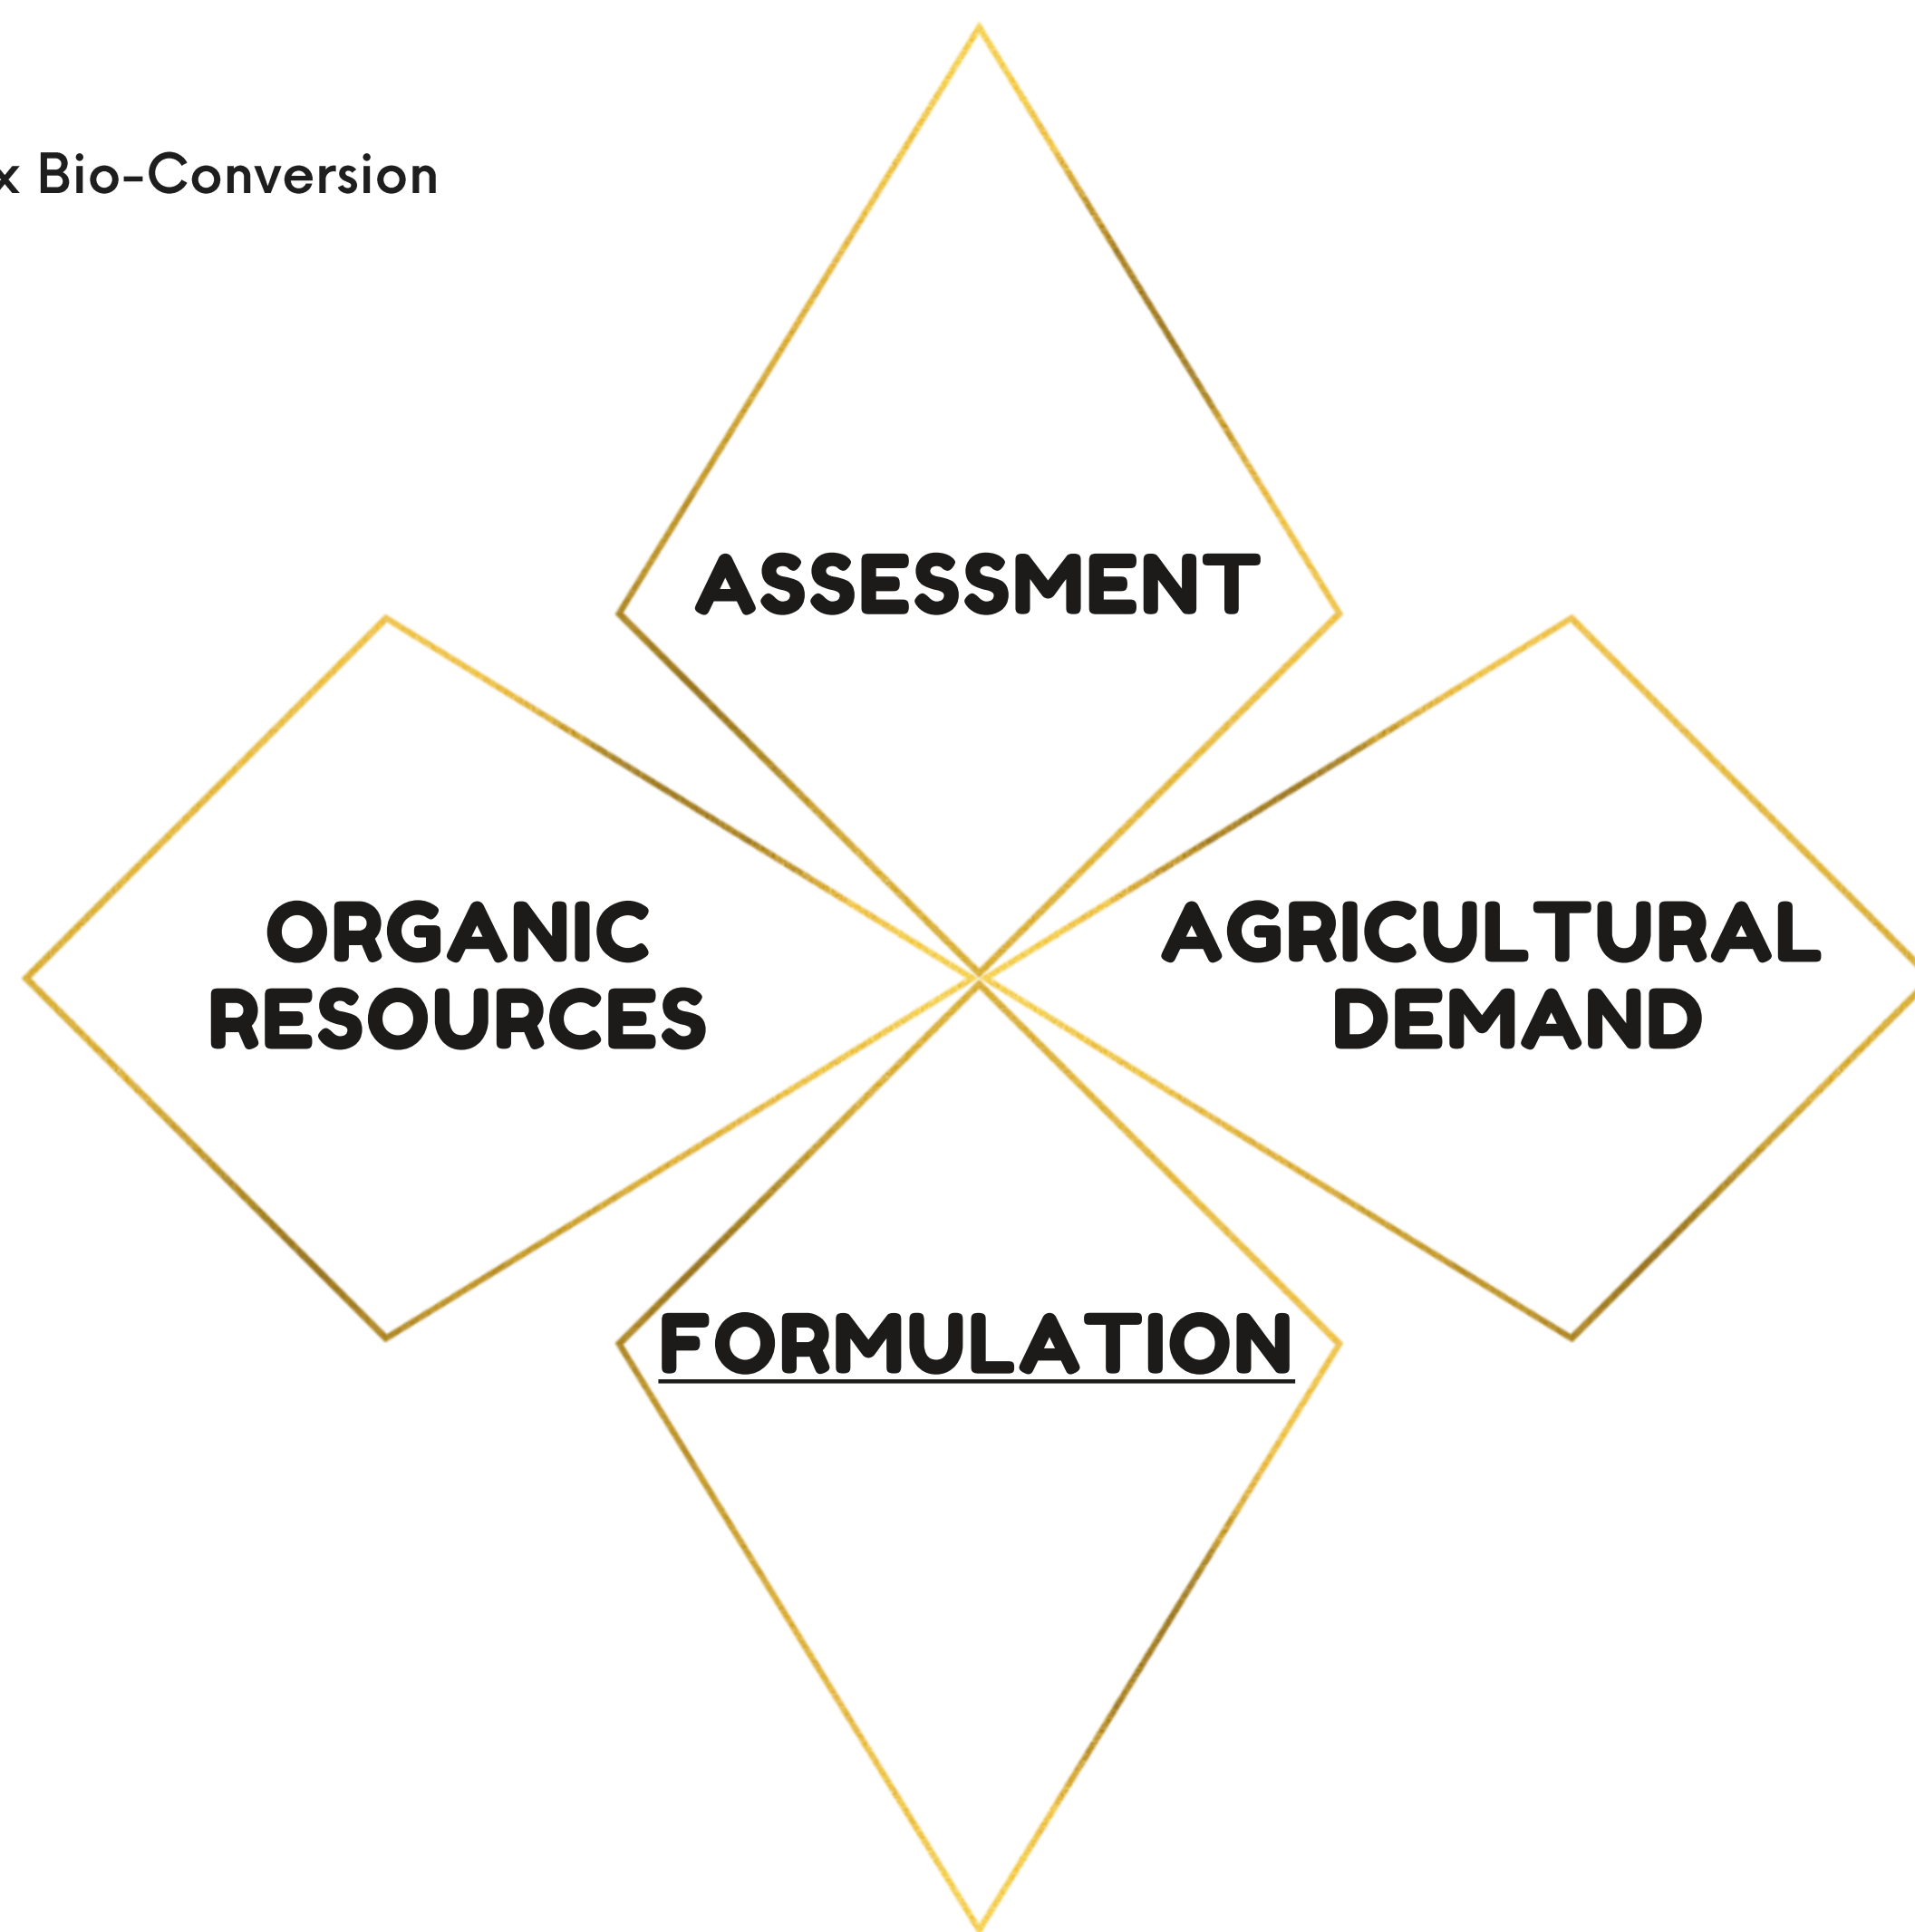 x Bio-Conversion
ASSESSMENT
ORGANIC
RESOURCES
AGRICULTURAL
DEMAND
FORMULATION